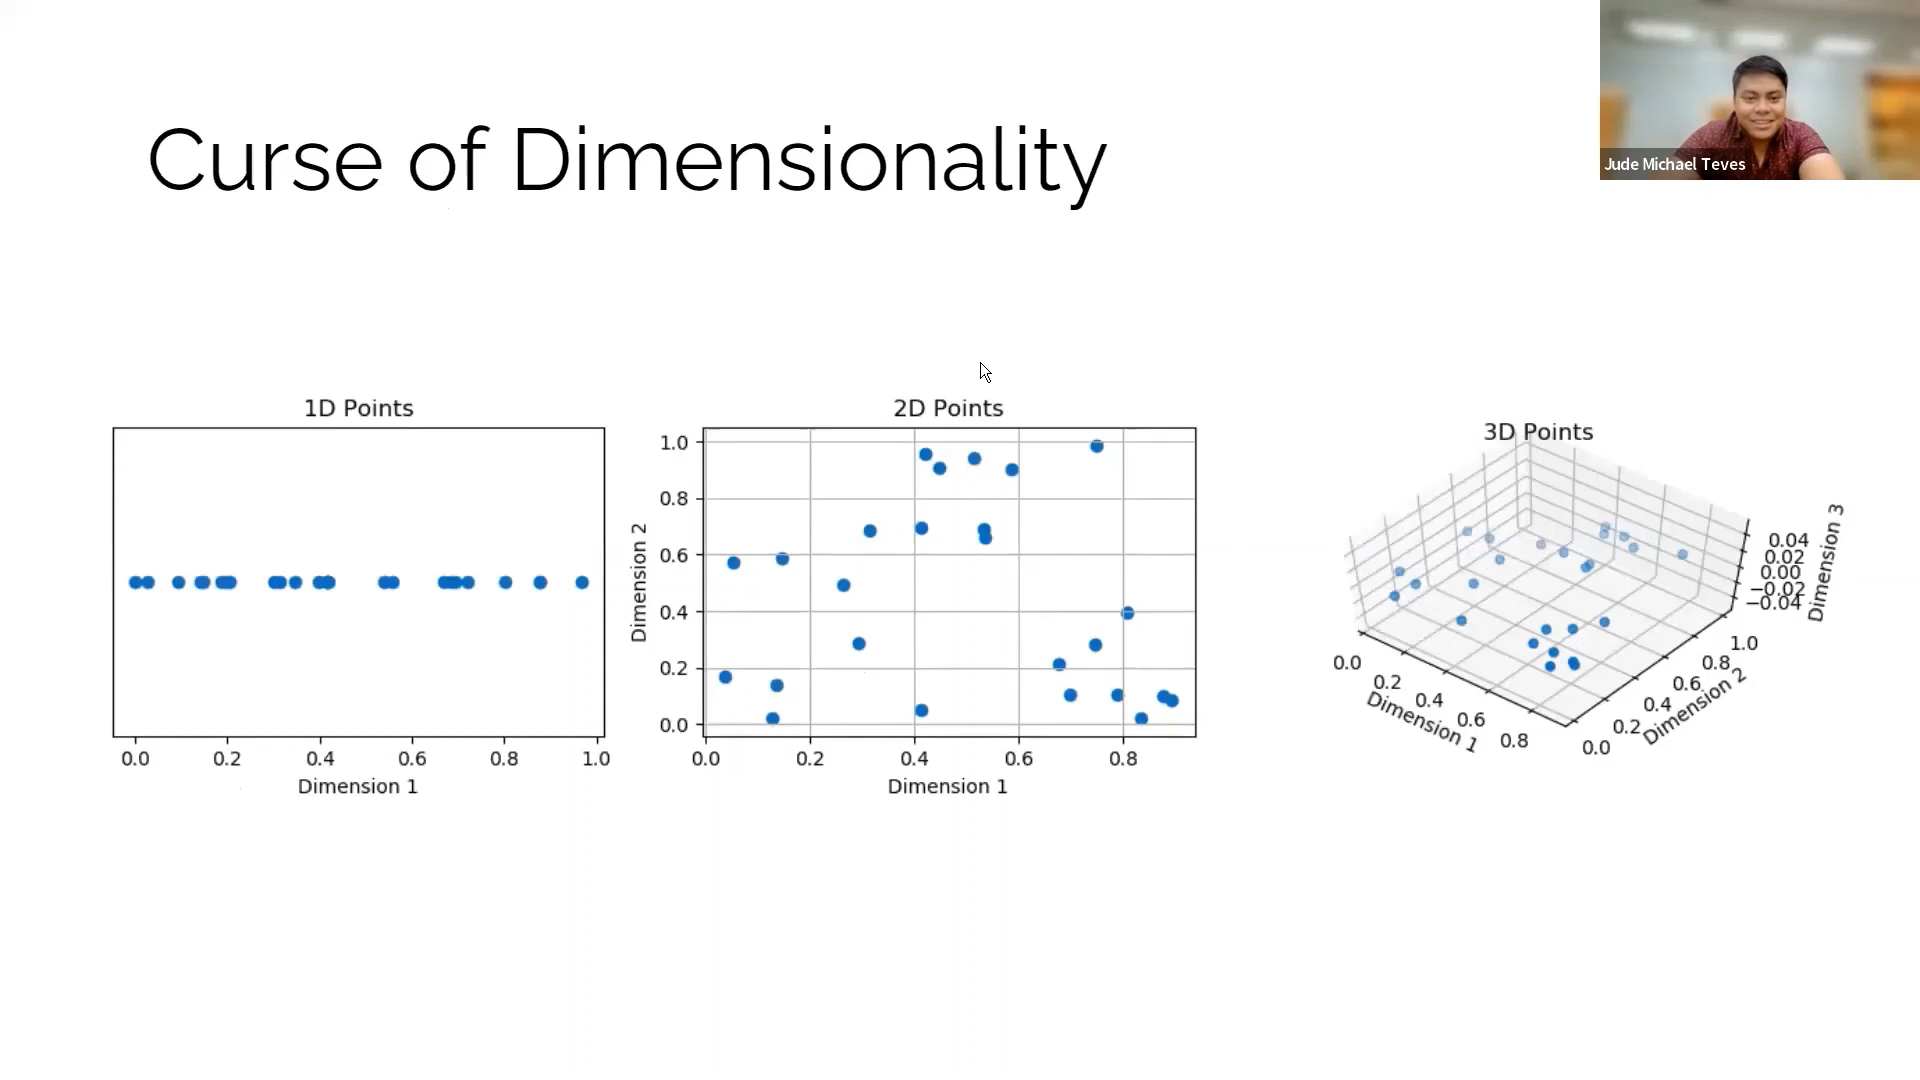 Jude Michael Teves
Curse of Dimensionality
1D Points
0.0 0.2 0.4 0.6 0.8 1.0
Dimension 1
2D Points
1.0
0.8
0.6
0.4
0.2
0.0
Dimension 2
0.0 0.2 0.4 0.6 0.8
Dimension 1
3D Points
0.04
0.02
0.00
−0.02
−0.04
Dimension 3
0.0
0.2
0.4
0.6
0.8
Dimension 1
0.0
0.2
0.4
0.6
0.8
1.0
Dimension 2